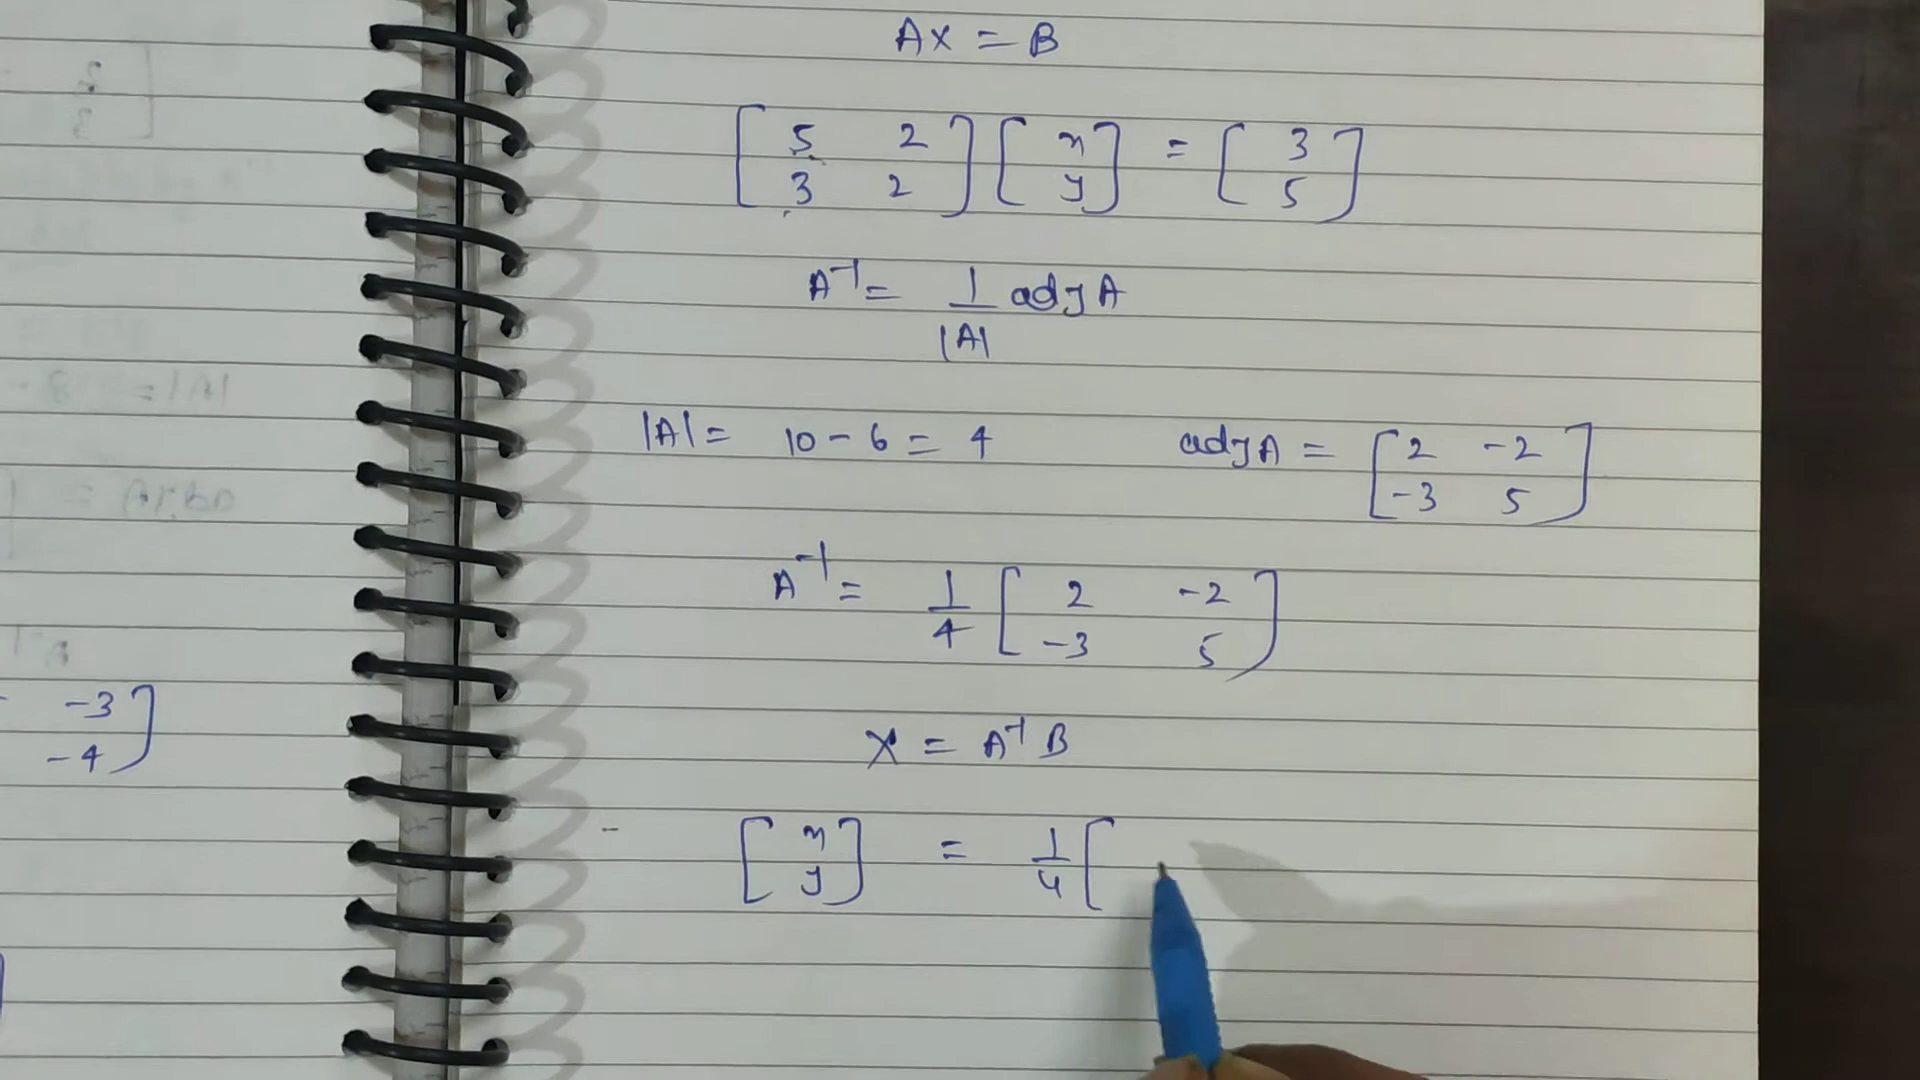 AX = B
[ 5 2 ] [ x ] = [ 3 ]
[ 3 2 ] [ y ] [ 5 ]
A⁻¹ = 1/|A| adj A
|A| = 10 - 6 = 4
adj A = [ 2 -2 ]
[ -3 5 ]
A⁻¹ = 1/4 [ 2 -2 ]
[ -3 5 ]
X = A⁻¹ B
[ x ] = 1/4 [
[ y ]
-3 ]
-4 ]